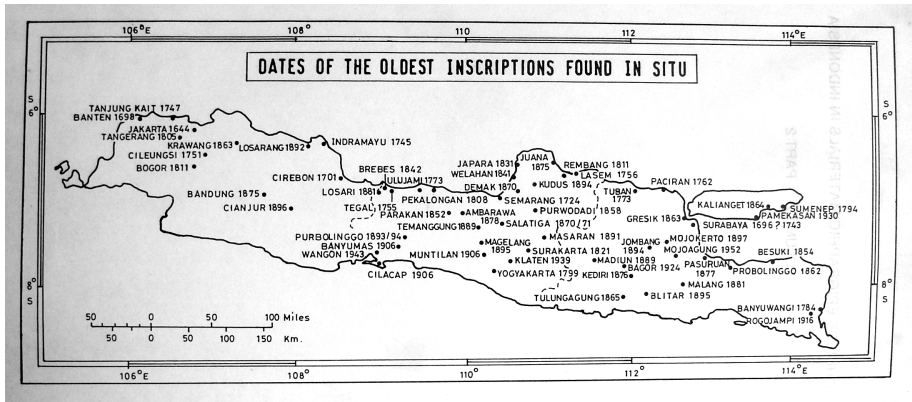 106°E
108
110
112
114°E
DATES OF THE OLDEST INSCRIPTIONS FOUND IN SITU
S
6°
S
6°
TANJUNG KAIT 1747
BANTEN 1698
JAKARTA 1644
TANGERANG 1805
KRAWANG 1863
LOSARANG 1892
INDRAMAYU 1745
CILEUNGSI 1751
BOGOR 1811
CIREBON 1701
BANDUNG 1875
CIANJUR 1896
BREBES 1842
ULUJAMI 1773
LOSARI 1881
TEGAL 1755
PEKALONGAN 1808
PARAKAN 1852
TEMANGGUNG 1889
PURBOLINGGO 1893/94
BANYUMAS 1906
WANGON 1943
CILACAP 1906
MUNTILAN 1906
JAPARA 1831
WELAHAN 1841
DEMAK 1870
JUANA
1875
KUDUS 1894
REMBANG 1811
LASEM 1756
SEMARANG 1724
AMBARAWA
1878
PURWODADI 1858
SALATIGA 1870/71
MASARAN 1891
MAGELANG
1895
SURAKARTA 1821
KLATEN 1939
YOGYAKARTA 1799
TUBAN
1773
PACIRAN 1762
GRESIK 1863
SURABAYA 1696 ? 1743
KALIANGET 1864
SUMENEP 1794
PAMEKASAN 1930
JOMBANG
1894
MOJOKERTO 1897
MOJOAGUNG 1952
MADIUN 1889
BAGOR 1924
KEDIRI 1876
PASURUAN
1877
PROBOLINGGO 1862
BESUKI 1854
MALANG 1881
TULUNGAGUNG 1865
BLITAR 1895
BANYUWANGI 1784
ROGOJAMPI 1916
8°
S
8°
S
50 0 50 100 Miles
50 0 50 100 150 Km.
106°E
108
110
112
114°E